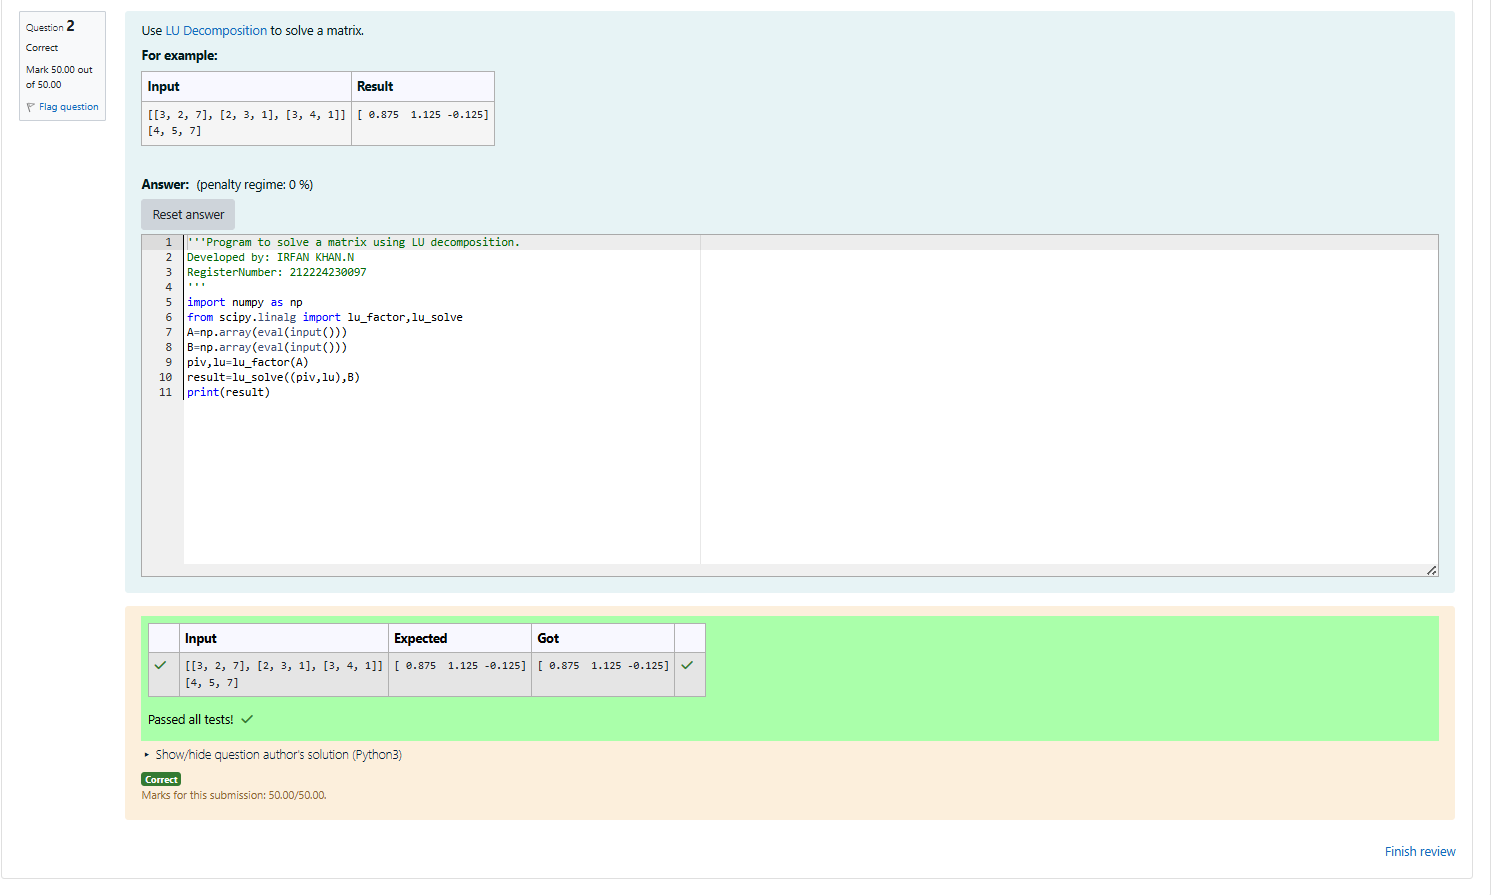 Question 2
Correct
Mark 50.00 out
of 50.00
Flag question
Use LU Decomposition to solve a matrix.
For example:
Input Result
[[3, 2, 7], [2, 3, 1], [3, 4, 1]] [ 0.875  1.125 -0.125]
[4, 5, 7]
Answer: (penalty regime: 0 %)
Reset answer
1 '''Program to solve a matrix using LU decomposition.
2 Developed by: IRFAN KHAN.N
3 RegisterNumber: 212224230097
4 '''
5 import numpy as np
6 from scipy.linalg import lu_factor,lu_solve
7 A=np.array(eval(input()))
8 B=np.array(eval(input()))
9 piv,lu=lu_factor(A)
10 result=lu_solve((piv,lu),B)
11 print(result)
Input Expected Got
[[3, 2, 7], [2, 3, 1], [3, 4, 1]] [ 0.875  1.125 -0.125] [ 0.875  1.125 -0.125]
[4, 5, 7]
Passed all tests!
Show/hide question author's solution (Python3)
Correct
Marks for this submission: 50.00/50.00.
Finish review